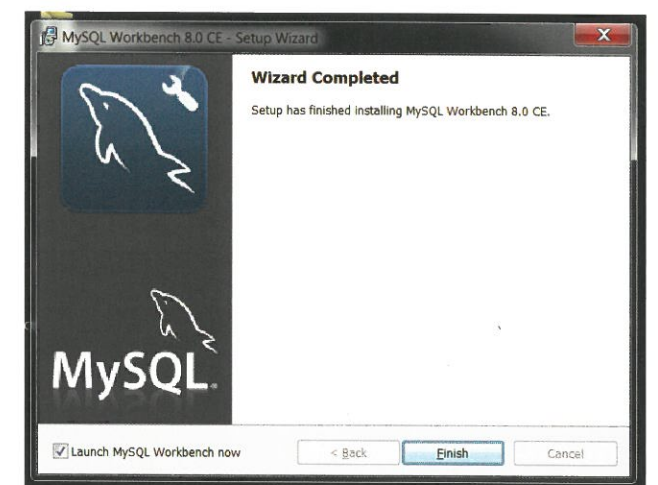 MySQL Workbench 8.0 CE - Setup Wizard
Wizard Completed
Setup has finished installing MySQL Workbench 8.0 CE.
MySQL
Launch MySQL Workbench now
< Back
Finish
Cancel